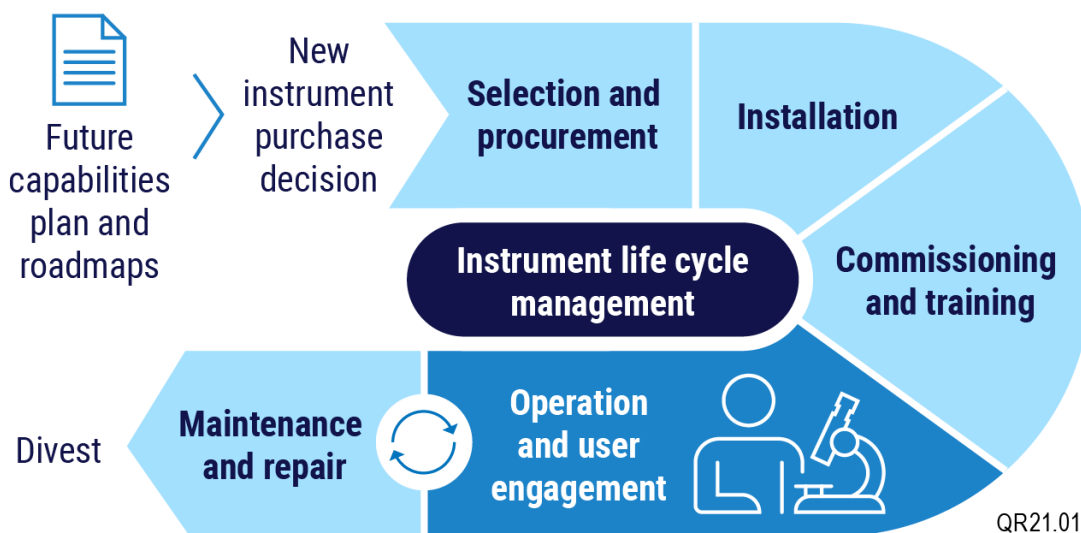 Future
capabilities
plan and
roadmaps
New
instrument
purchase
decision
Selection and
procurement
Installation
Commissioning
and training
Instrument life cycle
management
Operation
and user
engagement
Maintenance
and repair
Divest
QR21.01